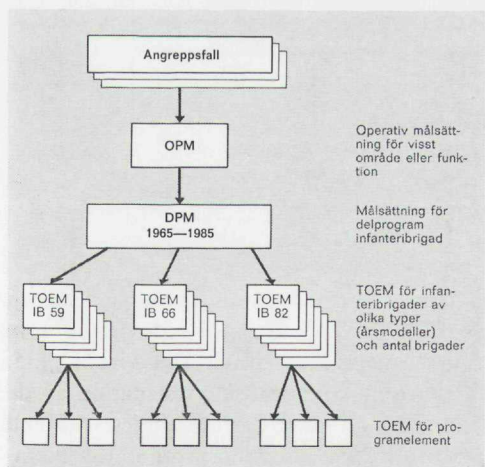 Angreppsfall
OPM
Operativ målsätt-
ning för visst
område eller funk-
tion
DPM
1965—1985
Målsättning för
delprogram
infanteribrigad
TOEM
IB 59
TOEM
IB 66
TOEM
IB 82
TOEM för infan-
teribrigader av
olika typer
(årsmodeller)
och antal brigader
TOEM för pro-
gramelement